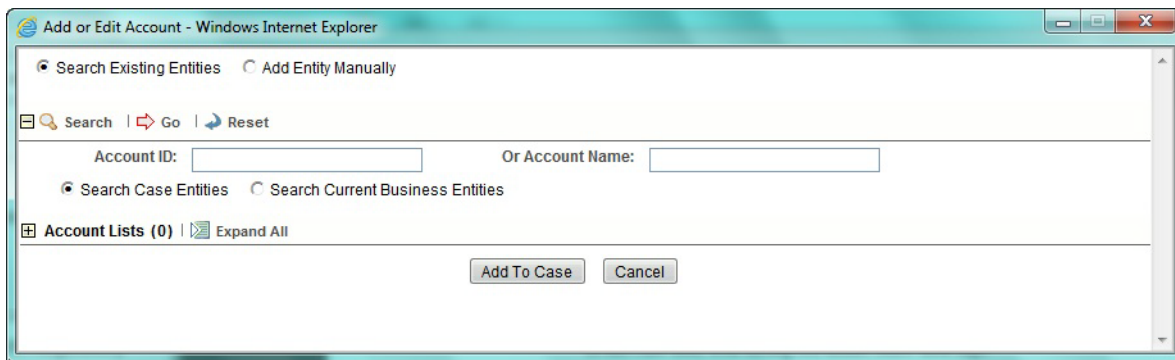 Add or Edit Account - Windows Internet Explorer
Search Existing Entities Add Entity Manually
Search | Go | Reset
Account ID: Or Account Name:
Search Case Entities Search Current Business Entities
Account Lists (0) | Expand All
Add To Case Cancel